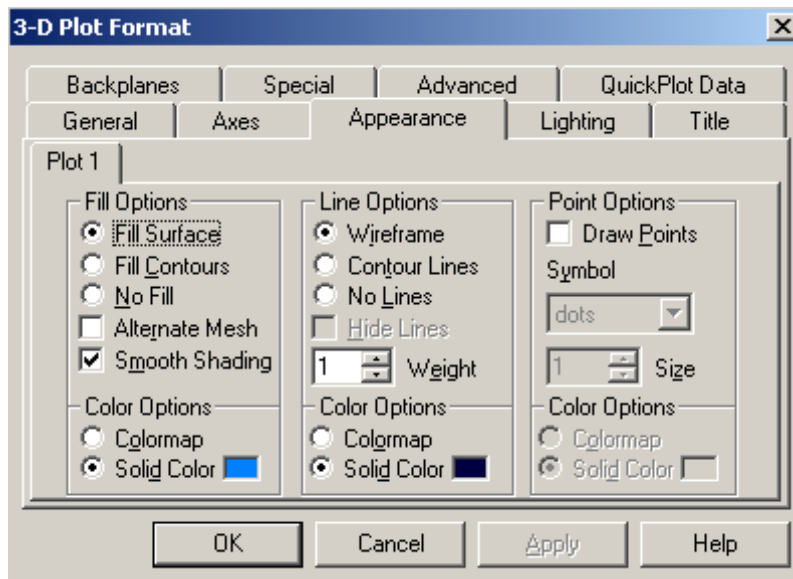 3-D Plot Format
Backplanes Special Advanced QuickPlot Data
General Axes Appearance Lighting Title
Plot 1
Fill Options
Fill Surface
Fill Contours
No Fill
Alternate Mesh
Smooth Shading
Color Options
Colormap
Solid Color
Line Options
Wireframe
Contour Lines
No Lines
Hide Lines
1 Weight
Color Options
Colormap
Solid Color
Point Options
Draw Points
Symbol
dots
1 Size
Color Options
Colormap
Solid Color
OK Cancel Apply Help